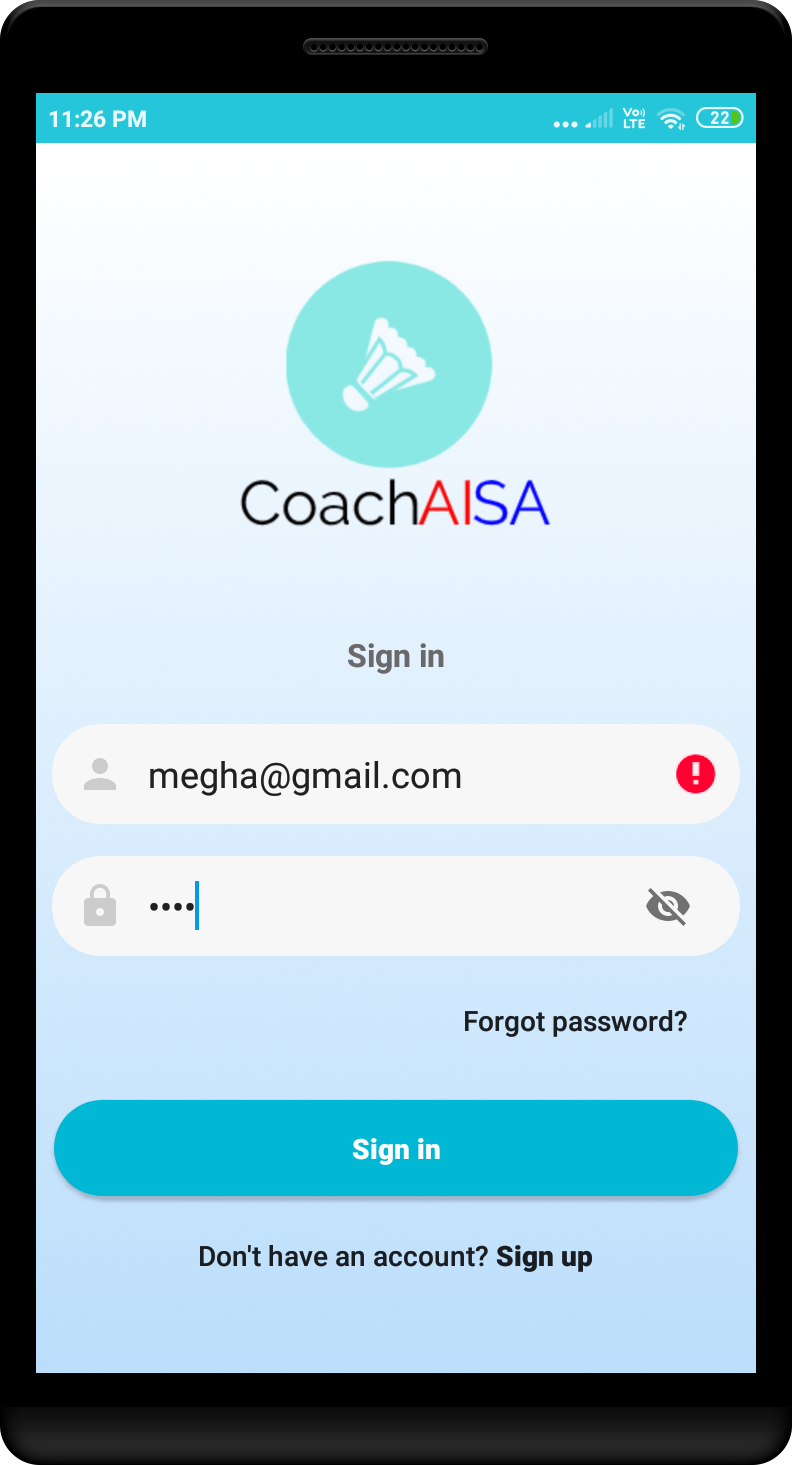 11:26 PM
Vo)) LTE
22
CoachAISA
Sign in
megha@gmail.com
••••
Forgot password?
Sign in
Don't have an account? Sign up